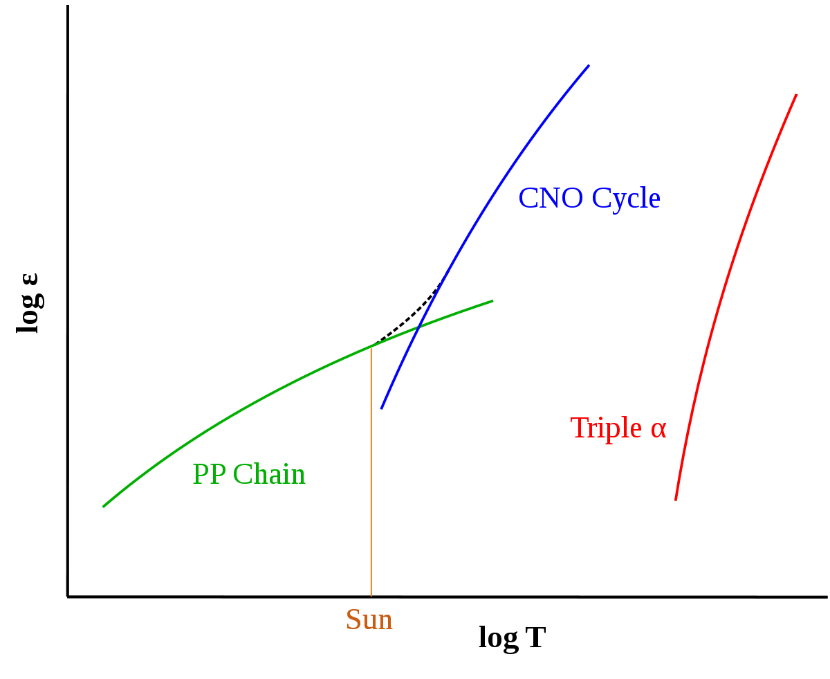 CNO Cycle
log ε
Triple α
PP Chain
Sun
log T